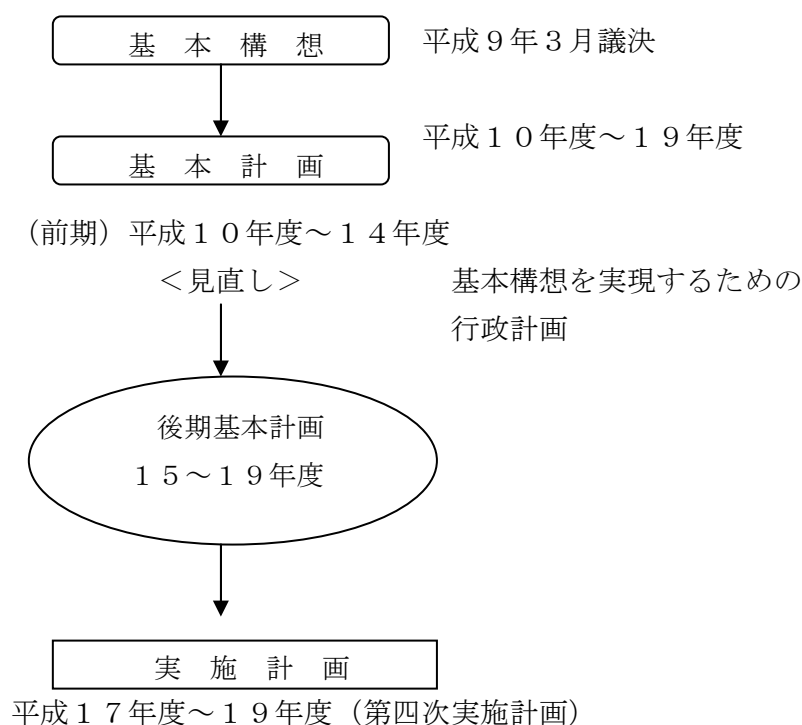 基　本　構　想
平成９年３月議決
平成１０年度～１９年度
基　本　計　画
（前期）平成１０年度～１４年度
＜見直し＞
基本構想を実現するための
行政計画
後期基本計画
１５～１９年度
実　施　計　画
平成１７年度～１９年度（第四次実施計画）